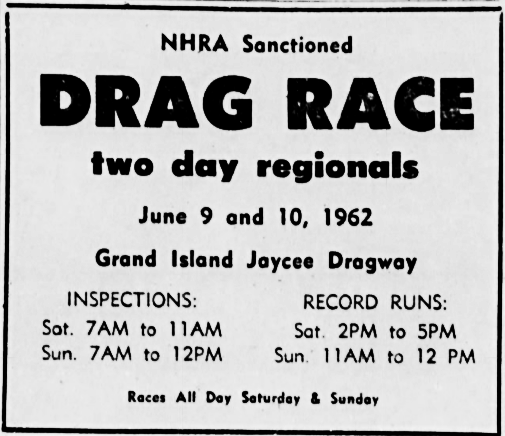 NHRA Sanctioned
DRAG RACE
two day regionals
June 9 and 10, 1962
Grand Island Jaycee Dragway
INSPECTIONS:
Sat. 7AM to 11AM
Sun. 7AM to 12PM
RECORD RUNS:
Sat. 2PM to 5PM
Sun. 11AM to 12 PM
Races All Day Saturday & Sunday